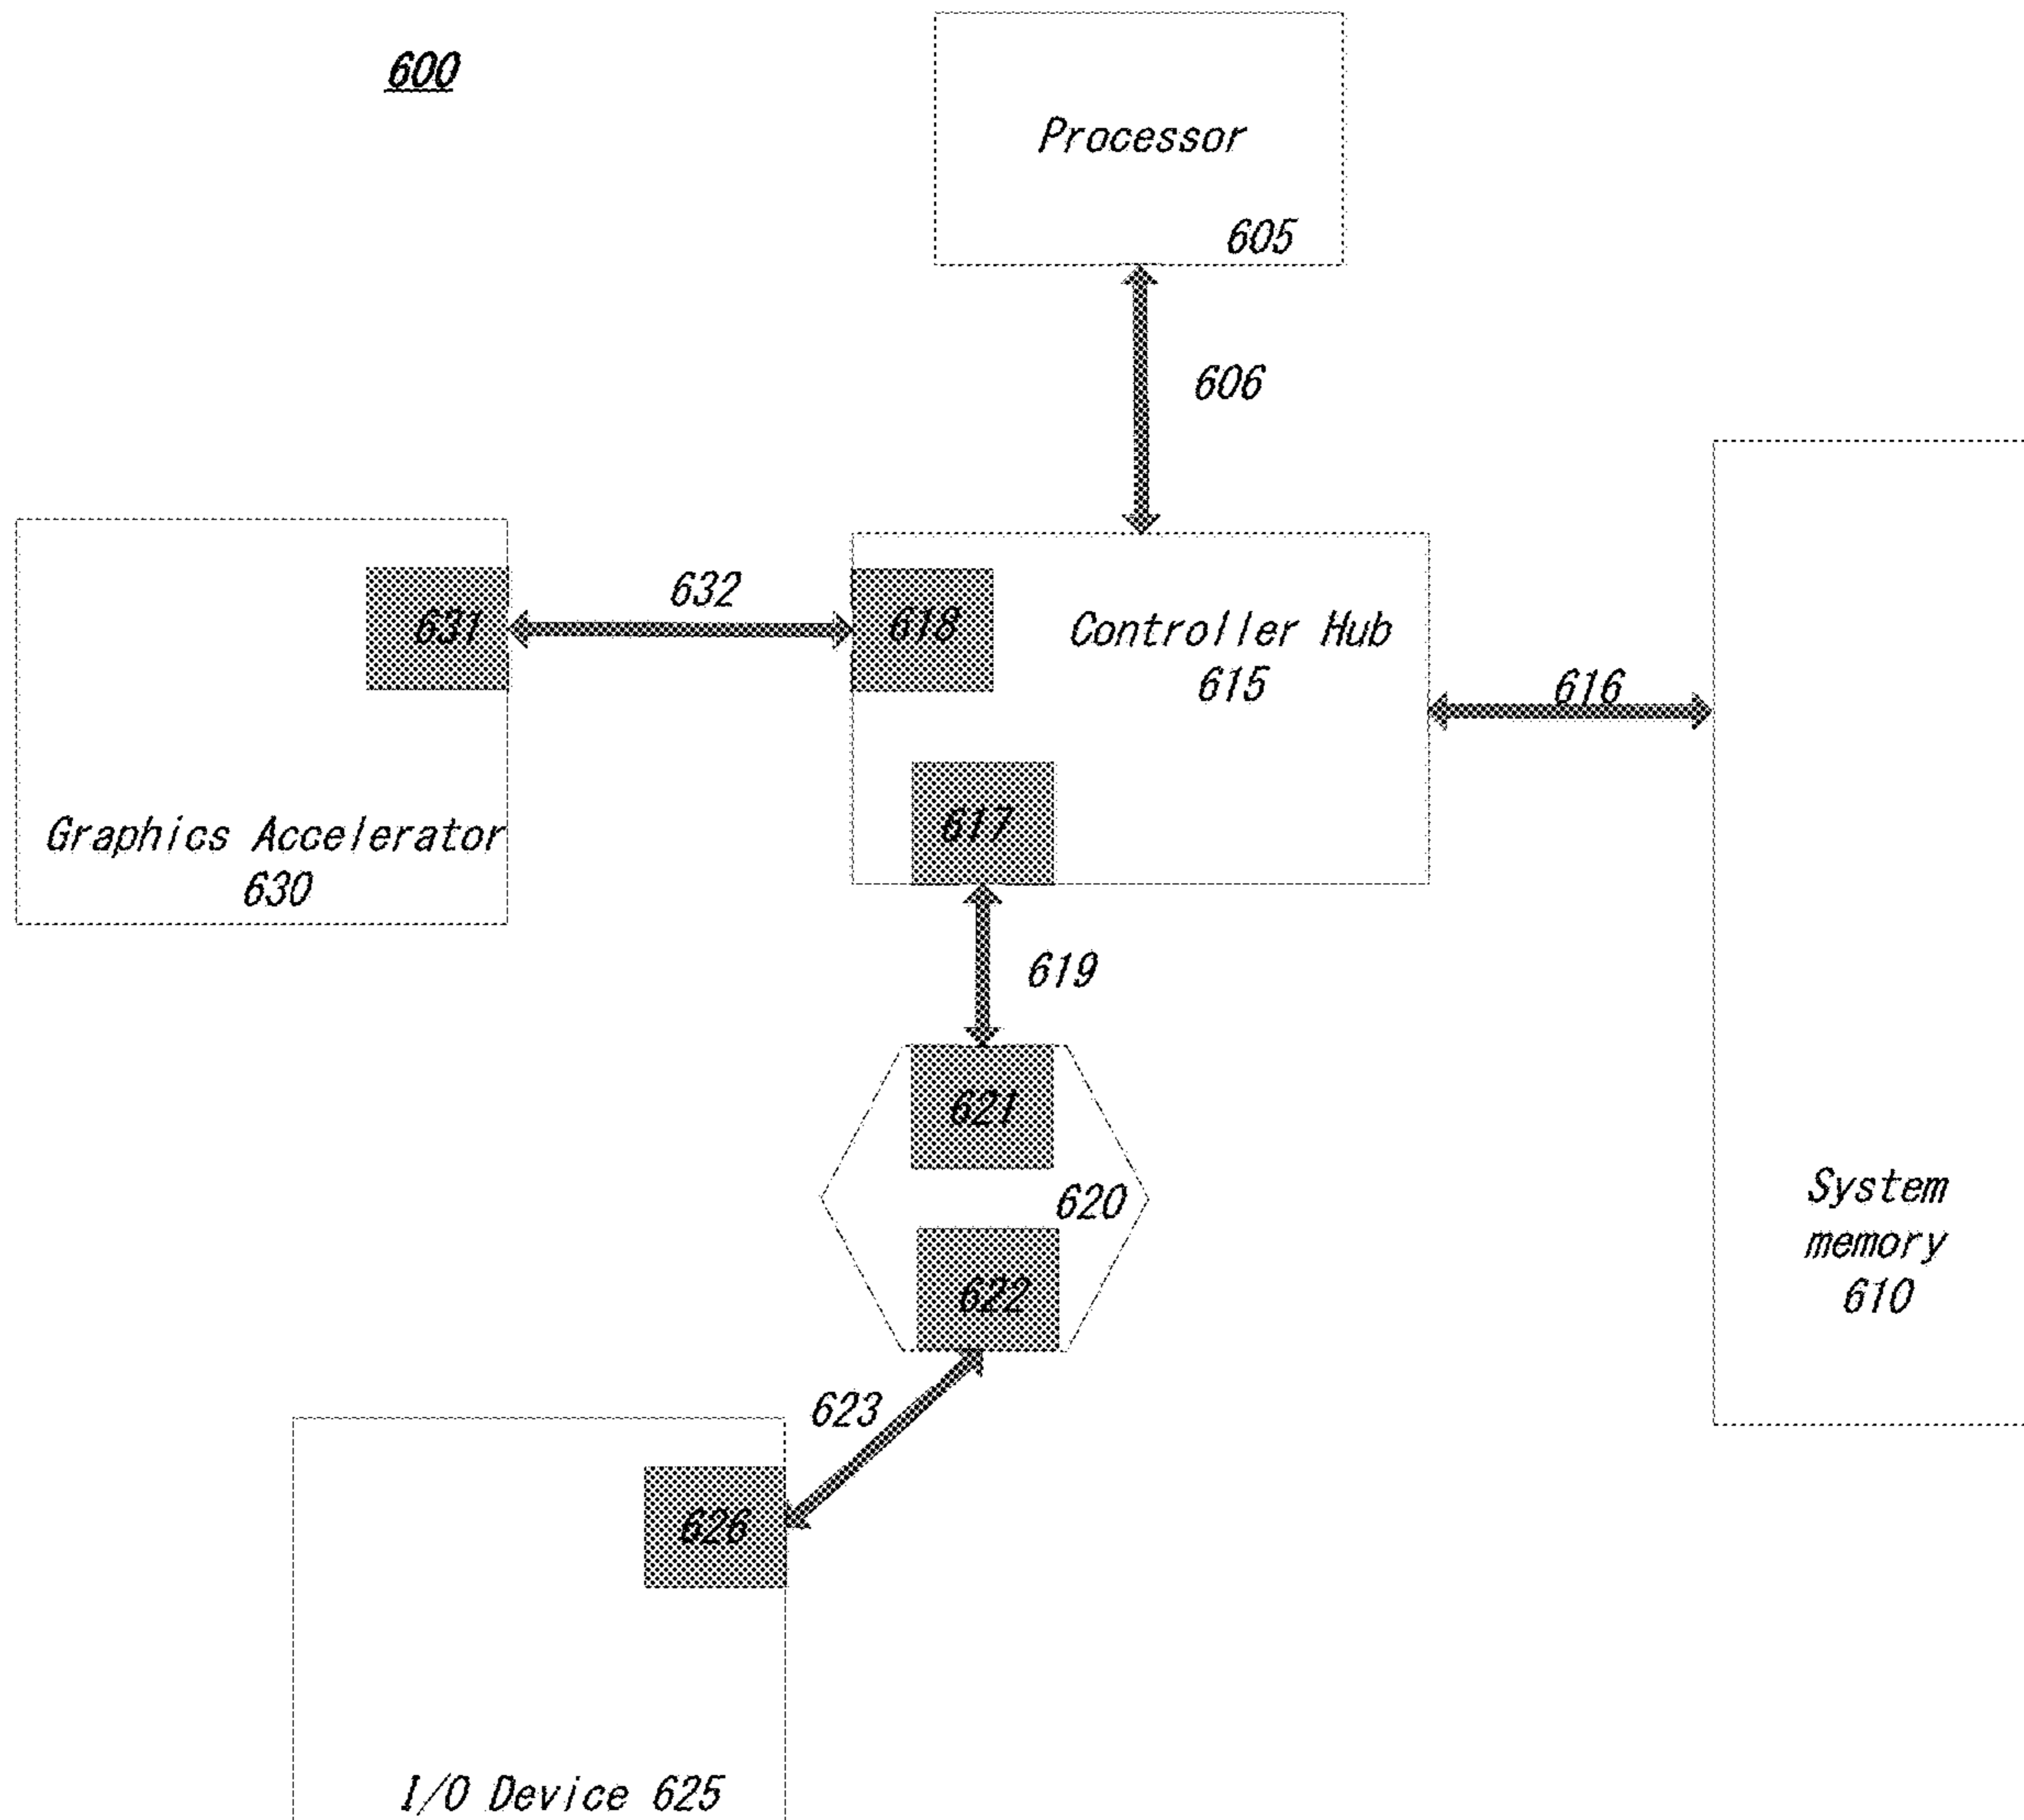 600
Processor
605
606
631
632
618
Controller Hub
615
616
617
Graphics Accelerator
630
619
621
620
System
memory
610
622
623
626
I/O Device 625